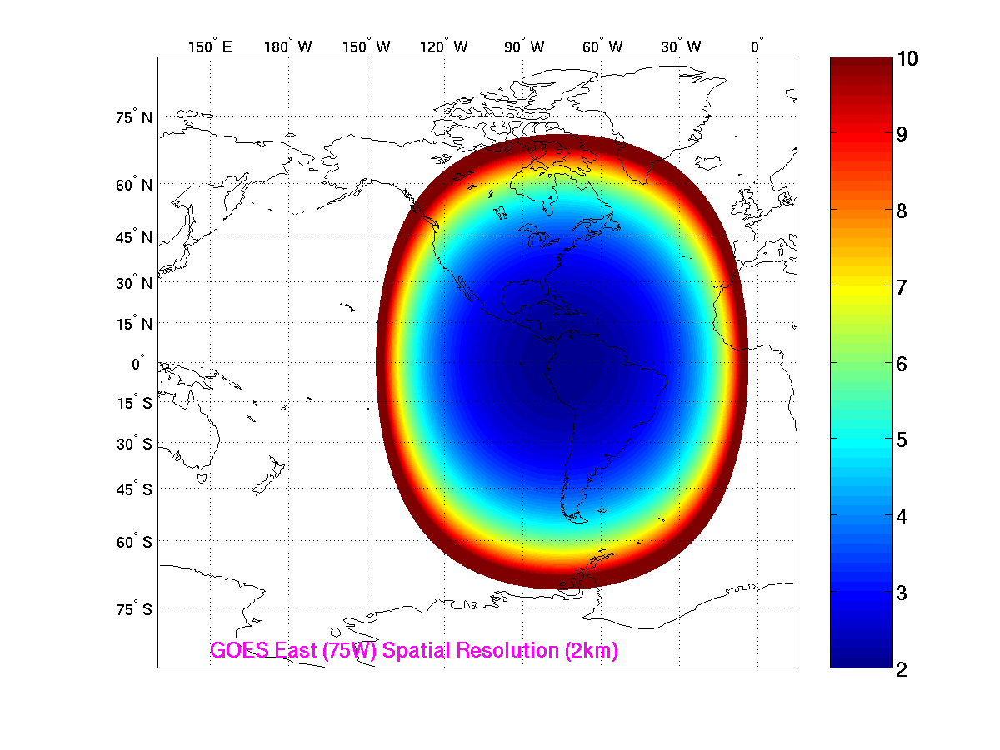 150° E 180° W 150° W 120° W 90° W 60° W 30° W 0°
75° N
60° N
45° N
30° N
15° N
0°
15° S
30° S
45° S
60° S
75° S
GOES East (75W) Spatial Resolution (2km)
10
9
8
7
6
5
4
3
2